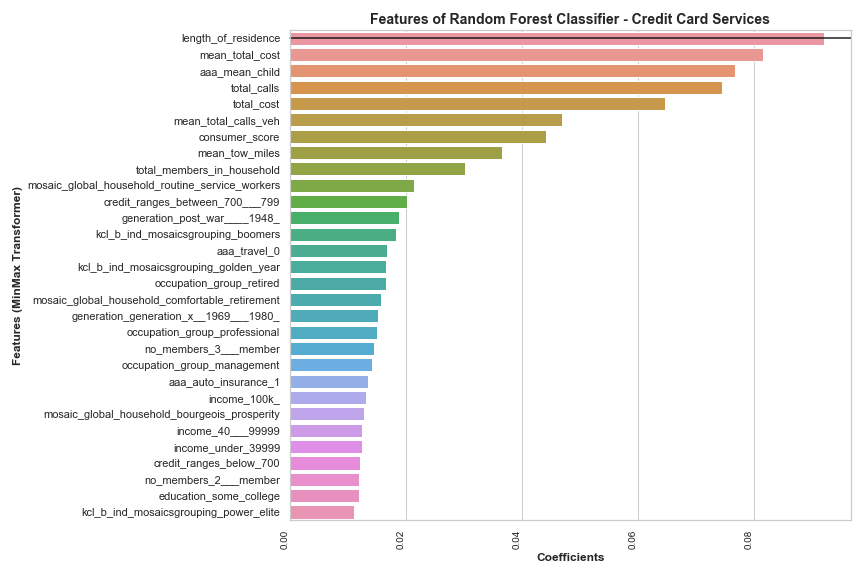 Features of Random Forest Classifier - Credit Card Services
Features (MinMax Transformer)
length_of_residence
mean_total_cost
aaa_mean_child
total_calls
total_cost
mean_total_calls_veh
consumer_score
mean_tow_miles
total_members_in_household
mosaic_global_household_routine_service_workers
credit_ranges_between_700___799
generation_post_war____1948_
kcl_b_ind_mosaicsgrouping_boomers
aaa_travel_0
kcl_b_ind_mosaicsgrouping_golden_year
occupation_group_retired
mosaic_global_household_comfortable_retirement
generation_generation_x__1969___1980_
occupation_group_professional
no_members_3___member
occupation_group_management
aaa_auto_insurance_1
income_100k_
mosaic_global_household_bourgeois_prosperity
income_40___99999
income_under_39999
credit_ranges_below_700
no_members_2___member
education_some_college
kcl_b_ind_mosaicsgrouping_power_elite
0.00
0.02
0.04
0.06
0.08
Coefficients